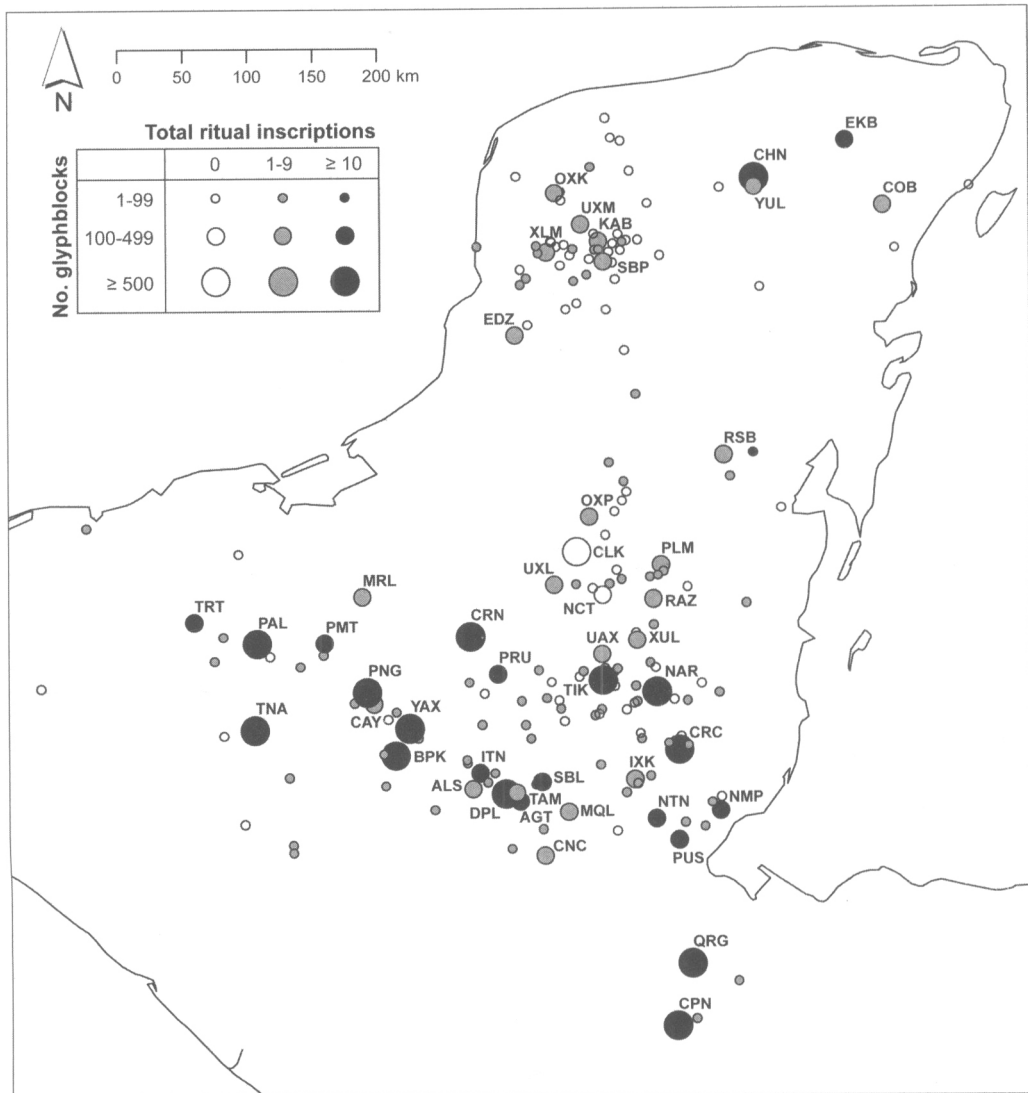 0 50 100 150 200 km
N
Total ritual inscriptions
No. glyphblocks
0 1-9 ≥ 10
1-99
100-499
≥ 500
EKB
CHN
OXK
COB
YUL
UXM
KAB
XLM
SBP
EDZ
RSB
OXP
CLK
PLM
UXL
MRL
NCT
RAZ
TRT
CRN
PAL
PMT
UAX
XUL
PRU
PNG
NAR
TIK
TNA
CAY
YAX
CRC
BPK
ITN
SBL
IXK
ALS
TAM
NMP
DPL
AGT
MQL
NTN
CNC
PUS
QRG
CPN